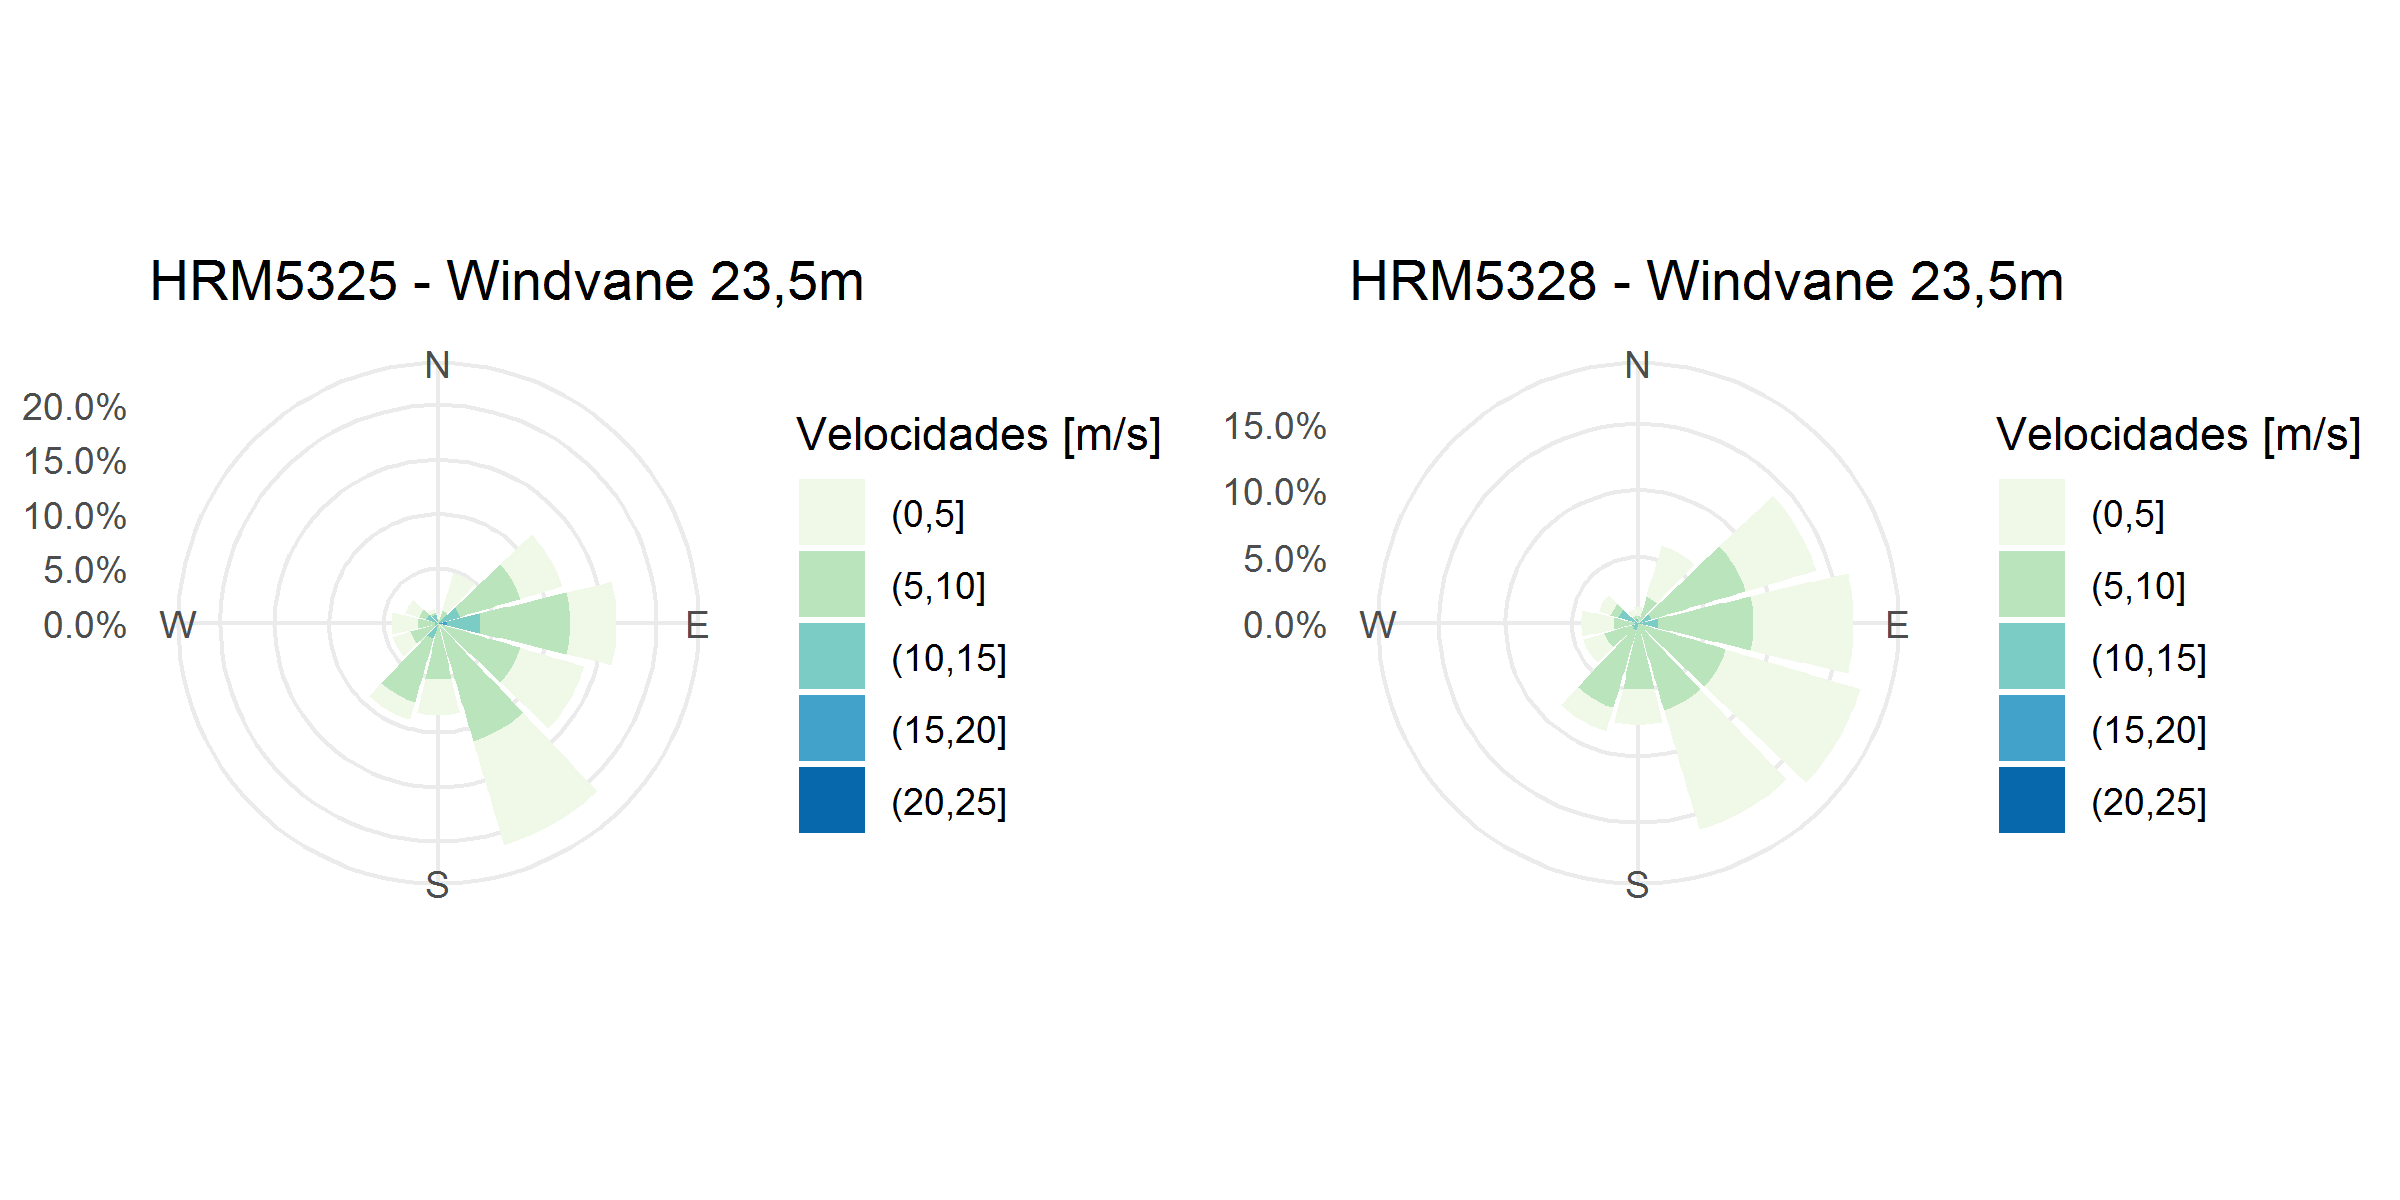 HRM5325 - Windvane 23,5m
N
20.0%
15.0%
10.0%
5.0%
0.0%
W
E
S
Velocidades [m/s]
(0,5]
(5,10]
(10,15]
(15,20]
(20,25]
HRM5328 - Windvane 23,5m
N
15.0%
10.0%
5.0%
0.0%
W
E
S
Velocidades [m/s]
(0,5]
(5,10]
(10,15]
(15,20]
(20,25]